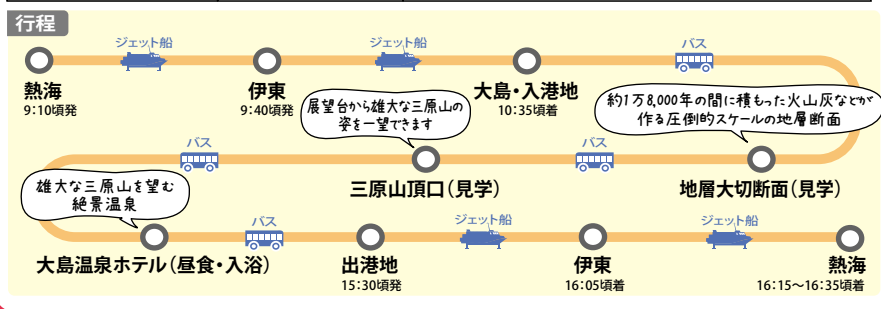 行程
ジェット船
ジェット船
バス
熱海
9:10頃発
伊東
9:40頃発
大島・入港地
10:35頃着
展望台から雄大な三原山の
姿を一望できます
約1万8,000年の間に積もった火山灰などが
作る圧倒的スケールの地層断面
バス
バス
雄大な三原山を望む
絶景温泉
三原山頂口(見学)
地層大切断面(見学)
バス
ジェット船
ジェット船
大島温泉ホテル(昼食・入浴)
出港地
15:30頃発
伊東
16:05頃着
熱海
16:15~16:35頃着